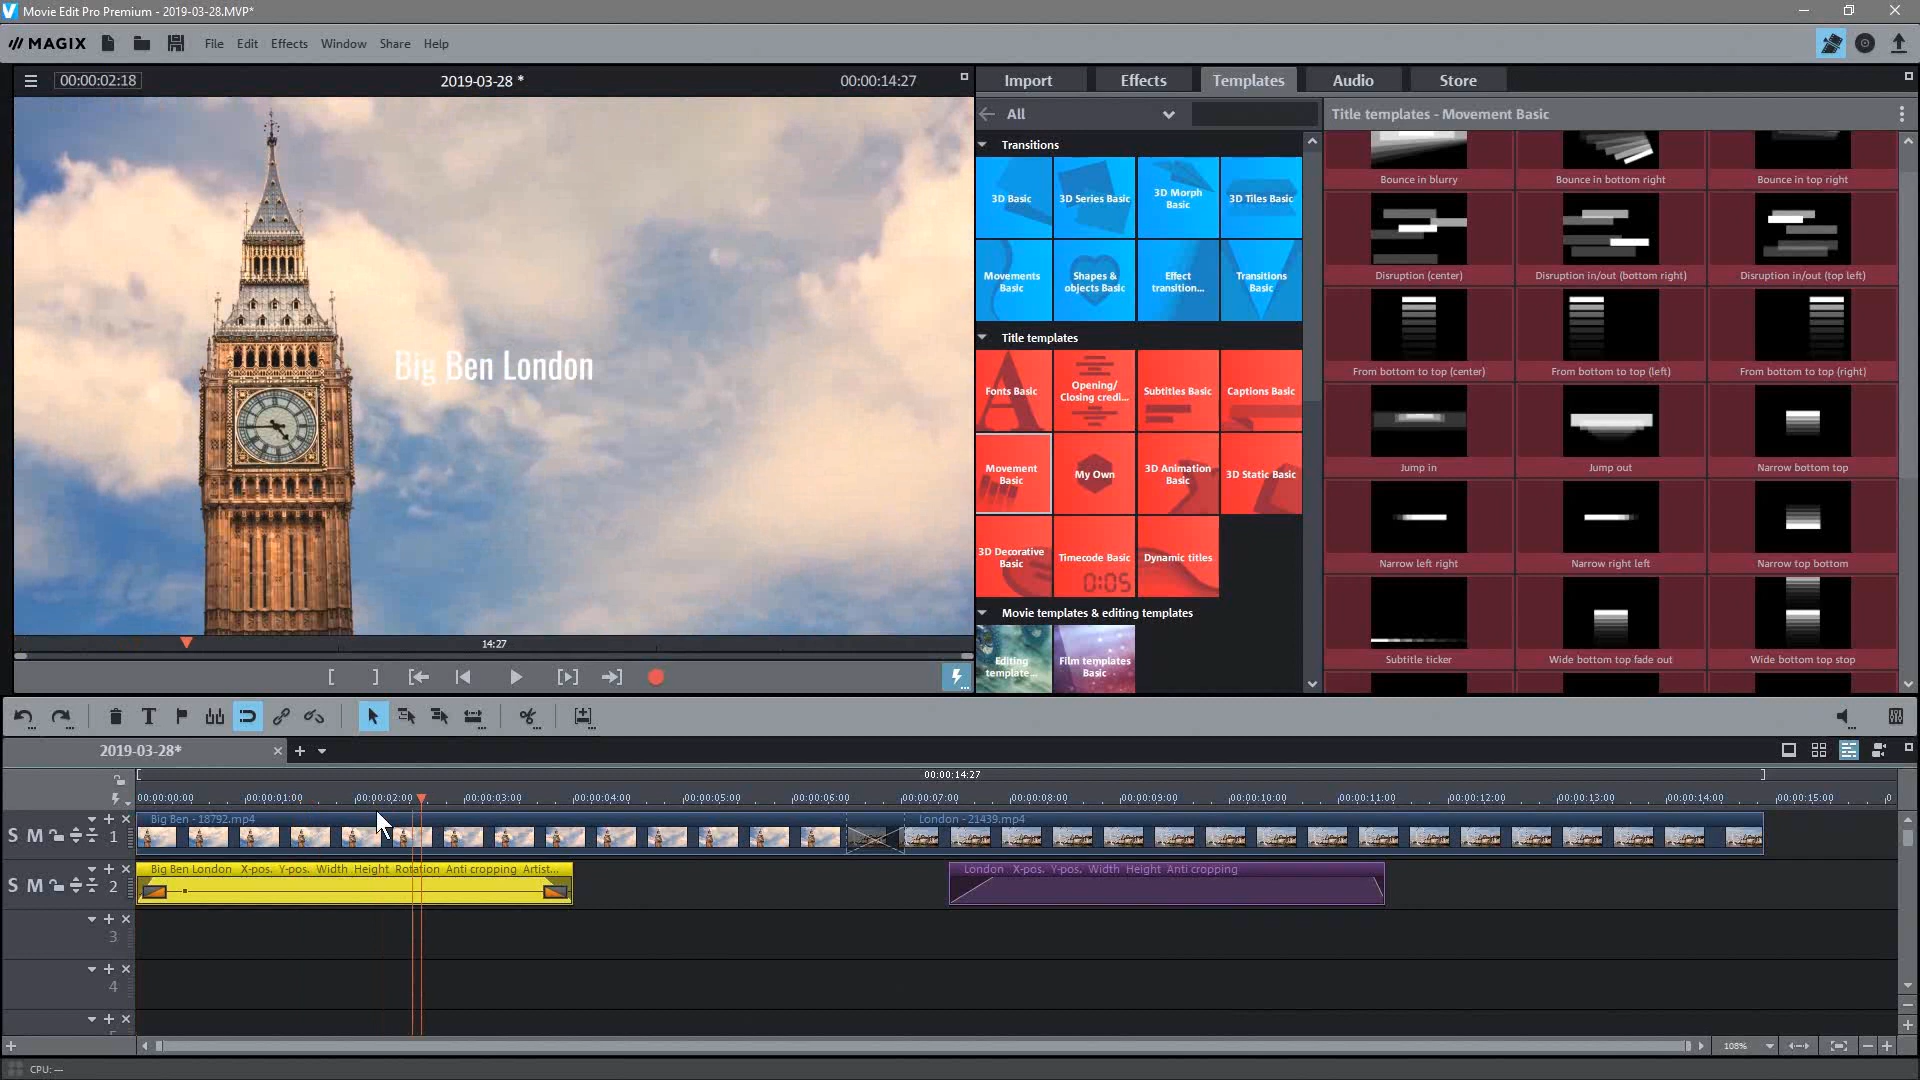 Movie Edit Pro Premium - 2019-03-28.MVP*
MAGIX File Edit Effects Window Share Help
00:00:02:18 2019-03-28 * 00:00:14:27
Big Ben London
14:27
Import Effects Templates Audio Store
All
Transitions
3D Basic
3D Series Basic
3D Morph
Basic
3D Tiles Basic
Movements
Basic
Shapes &
objects Basic
Effect
transition...
Transitions
Basic
Title templates
Fonts Basic
Opening/
Closing credi...
Subtitles Basic
Captions Basic
Movement
Basic
My Own
3D Animation
Basic
3D Static Basic
3D Decorative
Basic
Timecode Basic
0:05
Dynamic titles
Movie templates & editing templates
Editing
template...
Film templates
Basic
Title templates - Movement Basic
Bounce in blurry Bounce in bottom right Bounce in top right
Disruption (center) Disruption in/out (bottom right) Disruption in/out (top left)
From bottom to top (center) From bottom to top (left) From bottom to top (right)
Jump in Jump out Narrow bottom top
Narrow left right Narrow right left Narrow top bottom
Subtitle ticker Wide bottom top fade out Wide bottom top stop
2019-03-28*
00:00:14:27
00:00:00:00 00:00:01:00 00:00:02:00 00:00:03:00 00:00:04:00 00:00:05:00 00:00:06:00 00:00:07:00 00:00:08:00 00:00:09:00 00:00:10:00 00:00:11:00 00:00:12:00 00:00:13:00 00:00:14:00 00:00:15:00 0
Big Ben - 18792.mp4 London - 21439.mp4
S M 1
Big Ben London X-pos. Y-pos. Width Height Rotation Anti cropping Artist...
London X-pos. Y-pos. Width Height Anti cropping
S M 2
3
4
108%
CPU: —